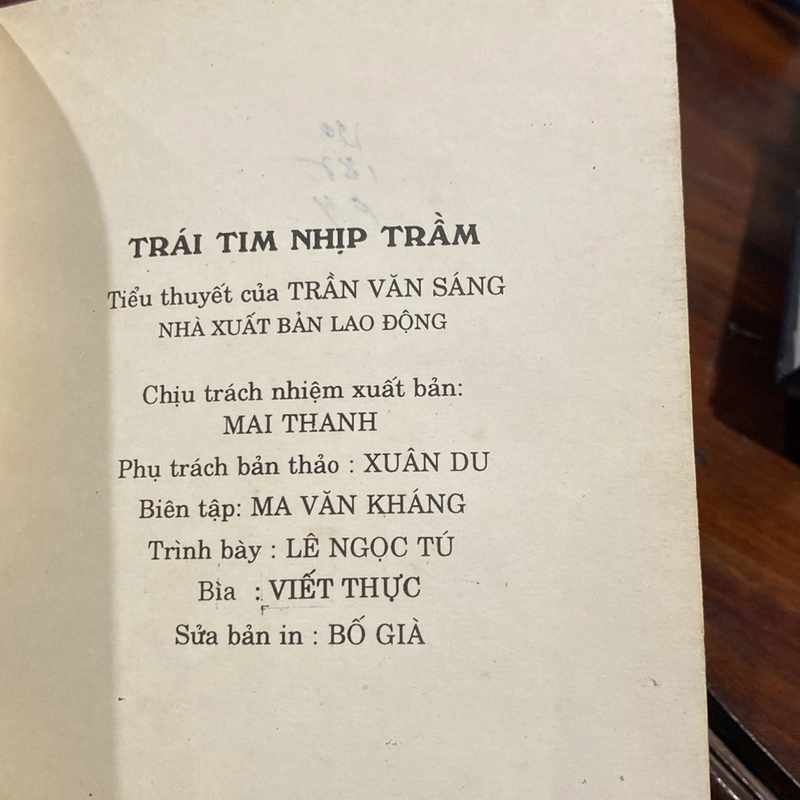 TRÁI TIM NHỊP TRẦM
Tiểu thuyết của TRẦN VĂN SÁNG
NHÀ XUẤT BẢN LAO ĐỘNG
Chịu trách nhiệm xuất bản:
MAI THANH
Phụ trách bản thảo : XUÂN DU
Biên tập: MA VĂN KHÁNG
Trình bày : LÊ NGỌC TÚ
Bìa : VIẾT THỰC
Sửa bản in : BỐ GIÀ